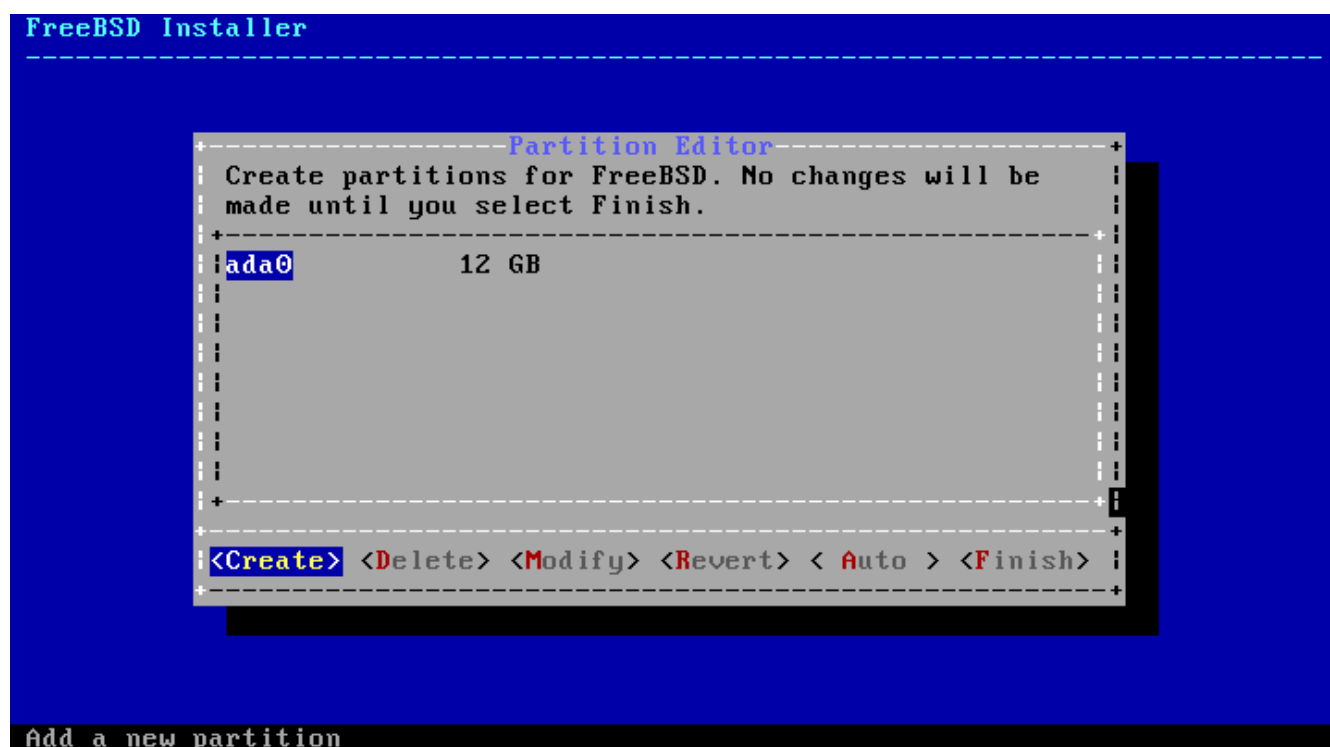 FreeBSD Installer
Partition Editor
Create partitions for FreeBSD. No changes will be
made until you select Finish.
ada0 12 GB
<Create> <Delete> <Modify> <Revert> < Auto > <Finish>
Add a new partition